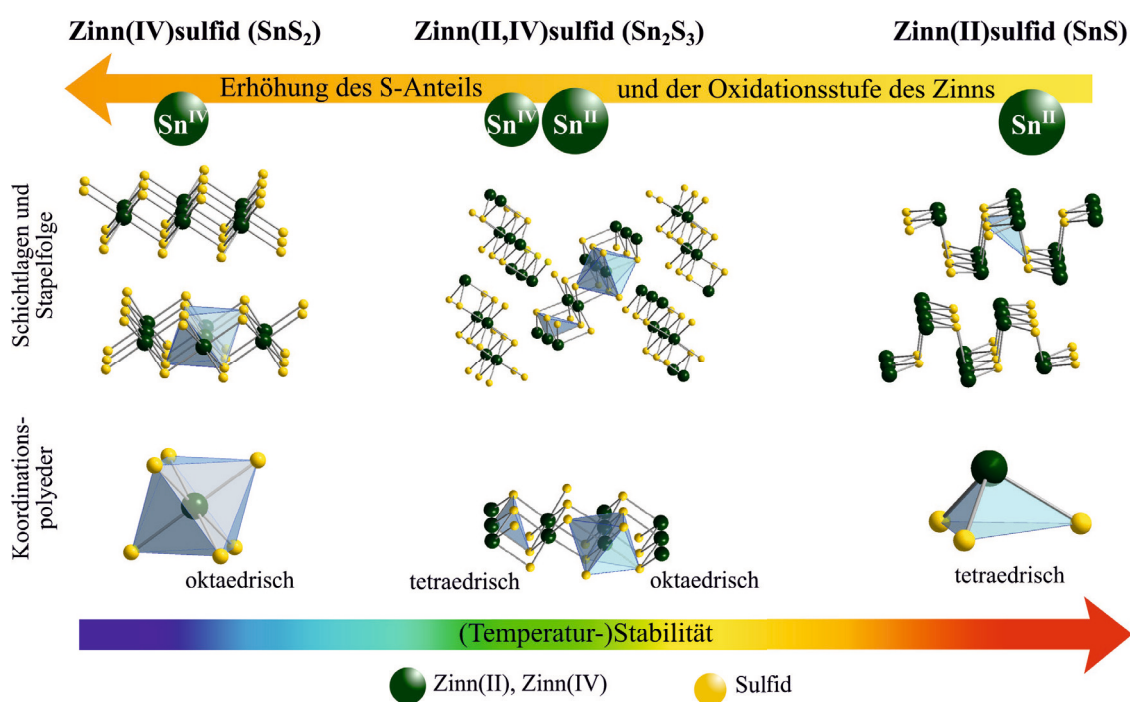 Zinn(IV)sulfid (SnS₂)
Zinn(II,IV)sulfid (Sn₂S₃)
Zinn(II)sulfid (SnS)
Erhöhung des S-Anteils
und der Oxidationsstufe des Zinns
Snᴵⱽ
Snᴵⱽ
Snᴵᴵ
Snᴵᴵ
Schichtlagen und
Stapelfolge
Koordinations-
polyeder
oktaedrisch
tetraedrisch
oktaedrisch
tetraedrisch
(Temperatur-)Stabilität
Zinn(II), Zinn(IV)
Sulfid